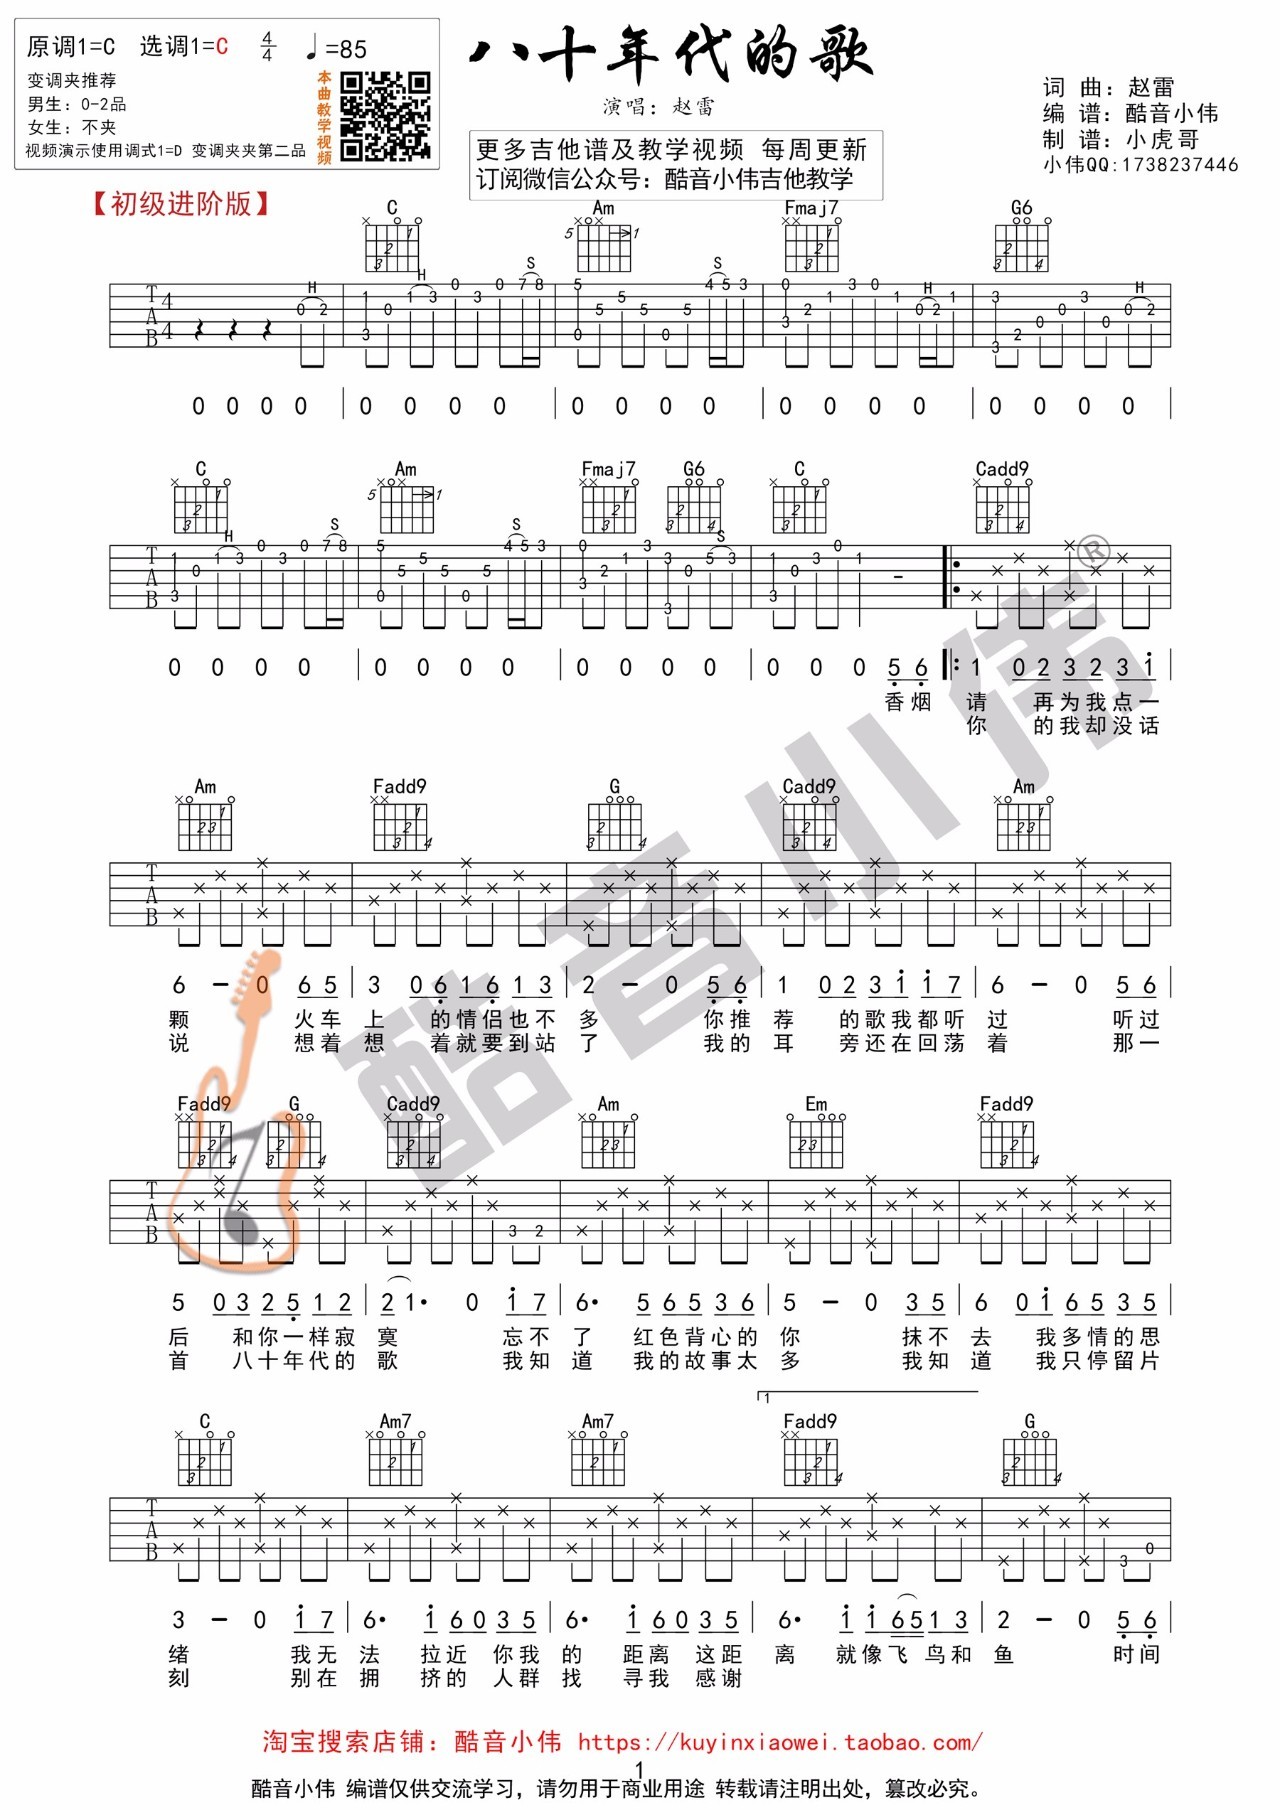 原调1=C 选调1=C 4/4 ♩=85
变调夹推荐
男生：0-2品
女生：不夹
视频演示使用调式1=D 变调夹夹第二品
本曲教学视频
八十年代的歌
演唱：赵雷
更多吉他谱及教学视频 每周更新
订阅微信公众号：酷音小伟吉他教学
词 曲：赵雷
编 谱：酷音小伟
制 谱：小虎哥
小伟QQ:1738237446
【初级进阶版】
C Am Fmaj7 G6
H H S S H H
T 4
A 4
B
0 0 0 0 | 0 0 0 0 | 0 0 0 0 | 0 0 0 0 | 0 0 0 0
C Am Fmaj7 G6 C Cadd9
H S S S
TAB
0 0 0 0 | 0 0 0 0 | 0 0 0 0 | 0 0 0 5 6 |: 1 0 2 3 2 3 1
香烟 请 再为我点一
你 的我却没话
Am Fadd9 G Cadd9 Am
TAB
6 - 0 6 5 | 3 0 6 1 6 1 3 | 2 - 0 5 6 | 1 0 2 3 1 1 7 | 6 - 0 5 6
颗 火车上 的情侣也不多 你推荐 的歌我都听过 听过
说 想着想 着就要到站了 我的耳 旁还在回荡着 那一
Fadd9 G Cadd9 Am Em Fadd9
TAB
5 0 3 2 5 1 2 | 2 1· 0 1 7 | 6· 5 6 5 3 6 | 5 - 0 3 5 | 6 0 1 6 5 3 5
后 和你一样寂寞 忘不了 红色背心的你 抹不去 我多情的思
首 八十年代的歌 我知道 我的故事太多 我知道 我只停留片
1
C Am7 Am7 Fadd9 G
TAB
3 - 0 1 7 | 6· 1 6 0 3 5 | 6· 1 6 0 3 5 | 6· 1 1 6 5 1 3 | 2 - 0 5 6
绪 我无法 拉近你我的 距离 这距离 就像飞鸟和鱼 时间
刻 别在拥 挤的人群找 寻我 感谢
酷音小伟®
淘宝搜索店铺：酷音小伟 https://kuyinxiaowei.taobao.com/
1
酷音小伟 编谱仅供交流学习，请勿用于商业用途 转载请注明出处，篡改必究。